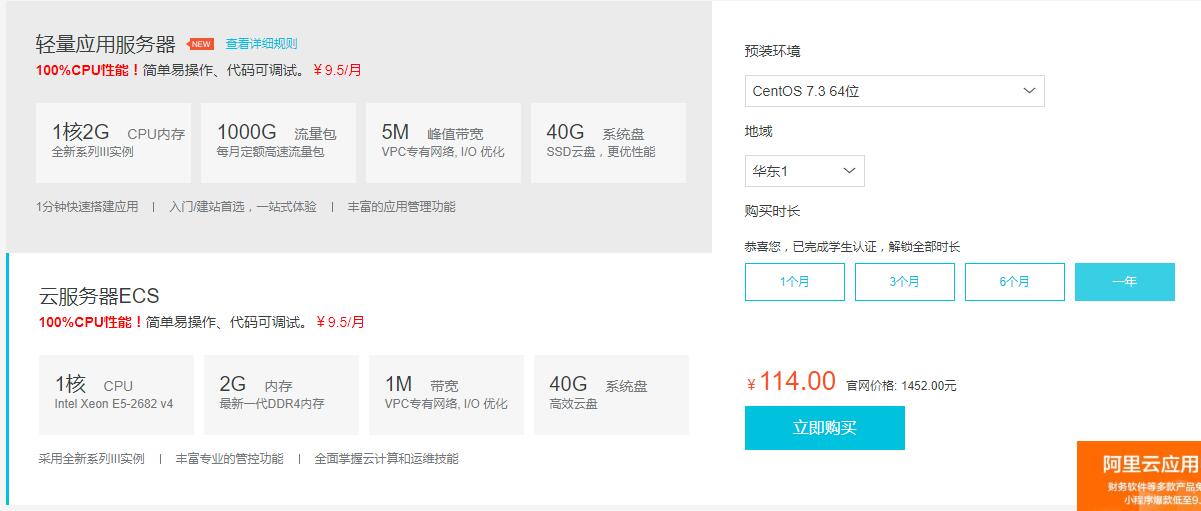 轻量应用服务器 NEW 查看详细规则
100%CPU性能！简单易操作、代码可调试。 ￥9.5/月
1核2G CPU内存
全新系列III实例
1000G 流量包
每月定额高速流量包
5M 峰值带宽
VPC专有网络, I/O 优化
40G 系统盘
SSD云盘，更优性能
1分钟快速搭建应用 | 入门/建站首选，一站式体验 | 丰富的应用管理功能
云服务器ECS
100%CPU性能！简单易操作、代码可调试。 ￥9.5/月
1核 CPU
Intel Xeon E5-2682 v4
2G 内存
最新一代DDR4内存
1M 带宽
VPC专有网络, I/O 优化
40G 系统盘
高效云盘
采用全新系列III实例 | 丰富专业的管控功能 | 全面掌握云计算和运维技能
预装环境
CentOS 7.3 64位
地域
华东1
购买时长
恭喜您，已完成学生认证，解锁全部时长
1个月 3个月 6个月 一年
￥114.00 官网价格: 1452.00元
立即购买
阿里云应用
财务软件等多款产品免
小程序爆款低至9.